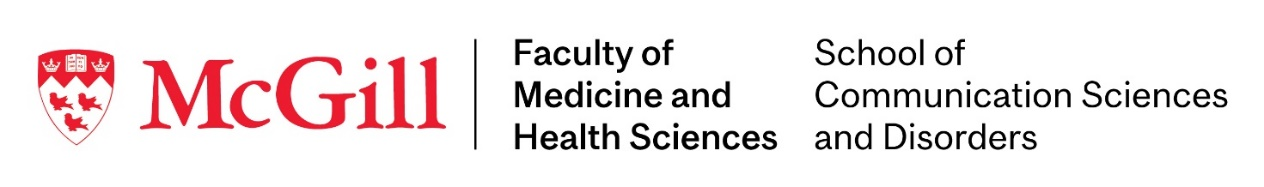 McGill
Faculty of
Medicine and
Health Sciences
School of
Communication Sciences
and Disorders